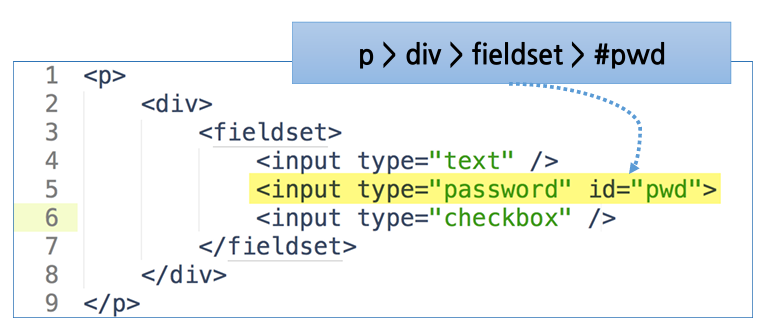 p > div > fieldset > #pwd
1 <p>
2 <div>
3 <fieldset>
4 <input type="text" />
5 <input type="password" id="pwd">
6 <input type="checkbox" />
7 </fieldset>
8 </div>
9 </p>